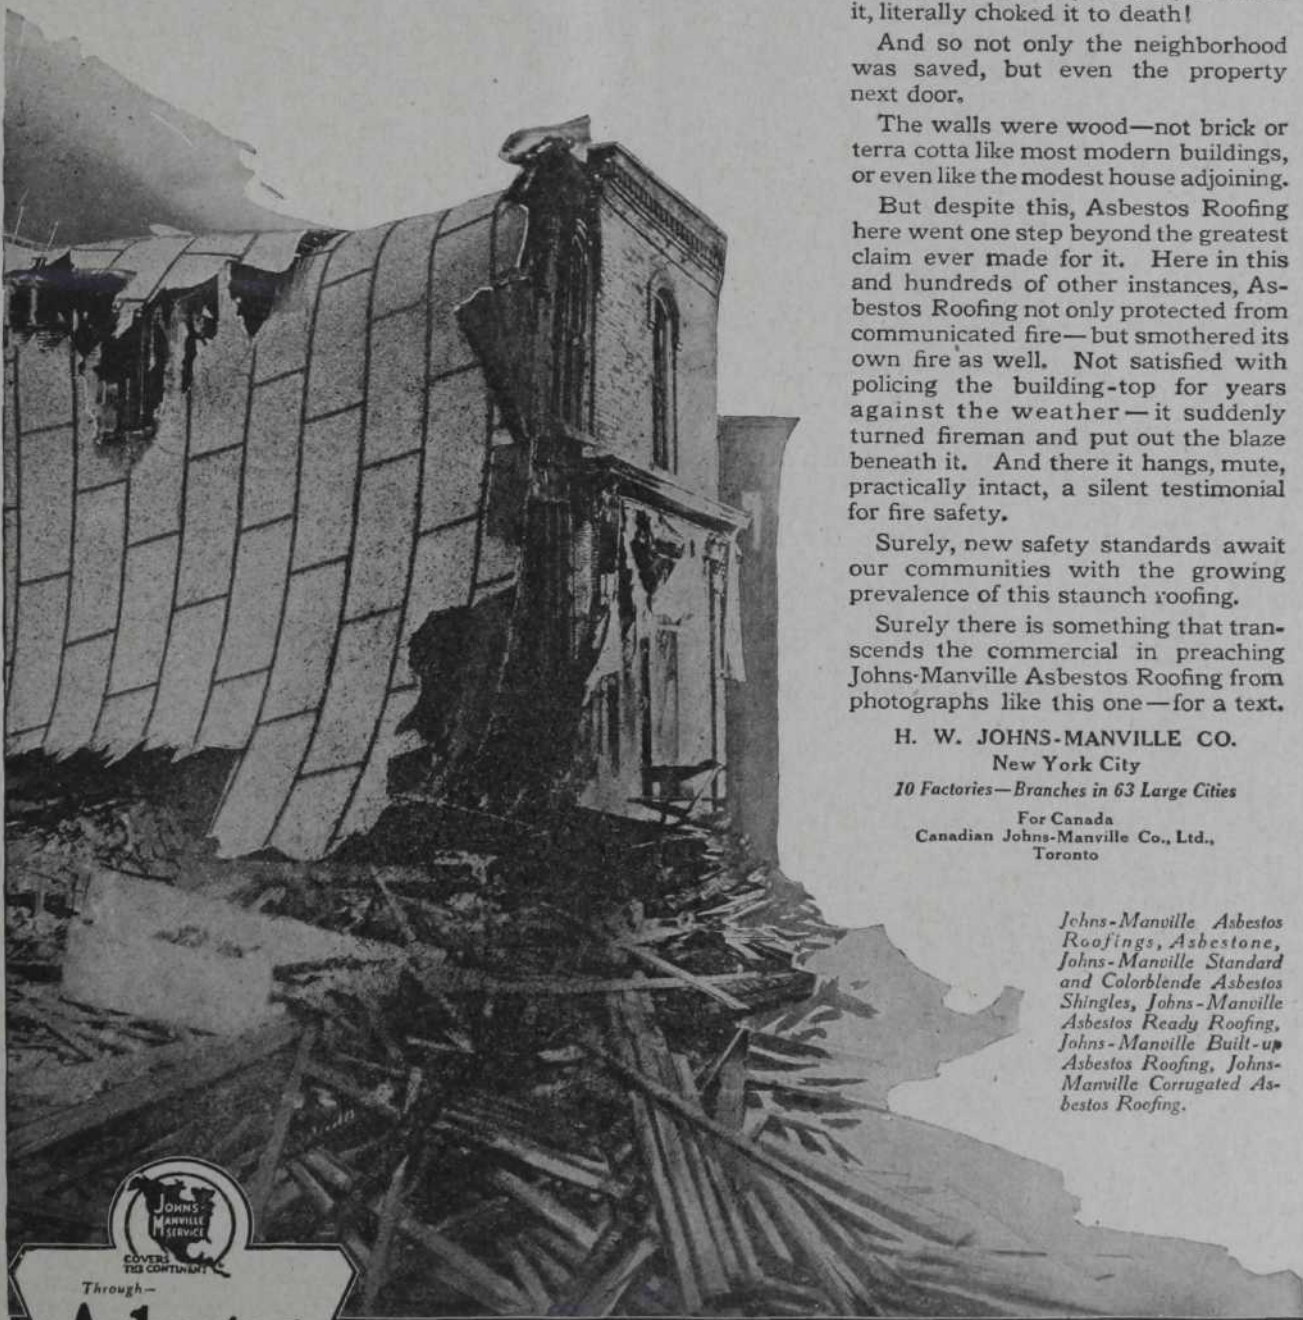 it, literally choked it to death!
And so not only the neighborhood
was saved, but even the property
next door.
The walls were wood—not brick or
terra cotta like most modern buildings,
or even like the modest house adjoining.
But despite this, Asbestos Roofing
here went one step beyond the greatest
claim ever made for it. Here in this
and hundreds of other instances, As-
bestos Roofing not only protected from
communicated fire—but smothered its
own fire as well. Not satisfied with
policing the building-top for years
against the weather—it suddenly
turned fireman and put out the blaze
beneath it. And there it hangs, mute,
practically intact, a silent testimonial
for fire safety.
Surely, new safety standards await
our communities with the growing
prevalence of this staunch roofing.
Surely there is something that tran-
scends the commercial in preaching
Johns-Manville Asbestos Roofing from
photographs like this one—for a text.
H. W. JOHNS-MANVILLE CO.
New York City
10 Factories—Branches in 63 Large Cities
For Canada
Canadian Johns-Manville Co., Ltd.,
Toronto
Johns-Manville Asbestos
Roofings, Asbestone,
Johns-Manville Standard
and Colorblende Asbestos
Shingles, Johns-Manville
Asbestos Ready Roofing,
Johns-Manville Built-up
Asbestos Roofing, Johns-
Manville Corrugated As-
bestos Roofing.
JOHNS-
MANVILLE
SERVICE
COVERS
THE CONTINENT
Through—